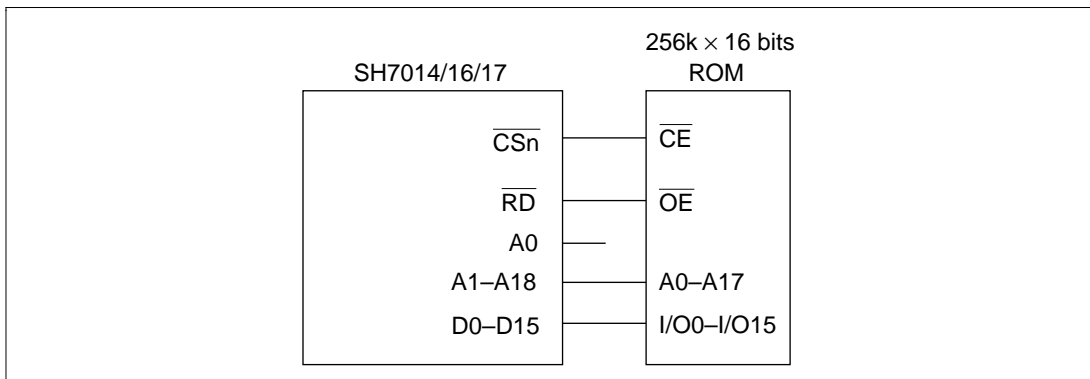 256k × 16 bits
SH7014/16/17 ROM
CSn CE
RD OE
A0
A1–A18 A0–A17
D0–D15 I/O0–I/O15